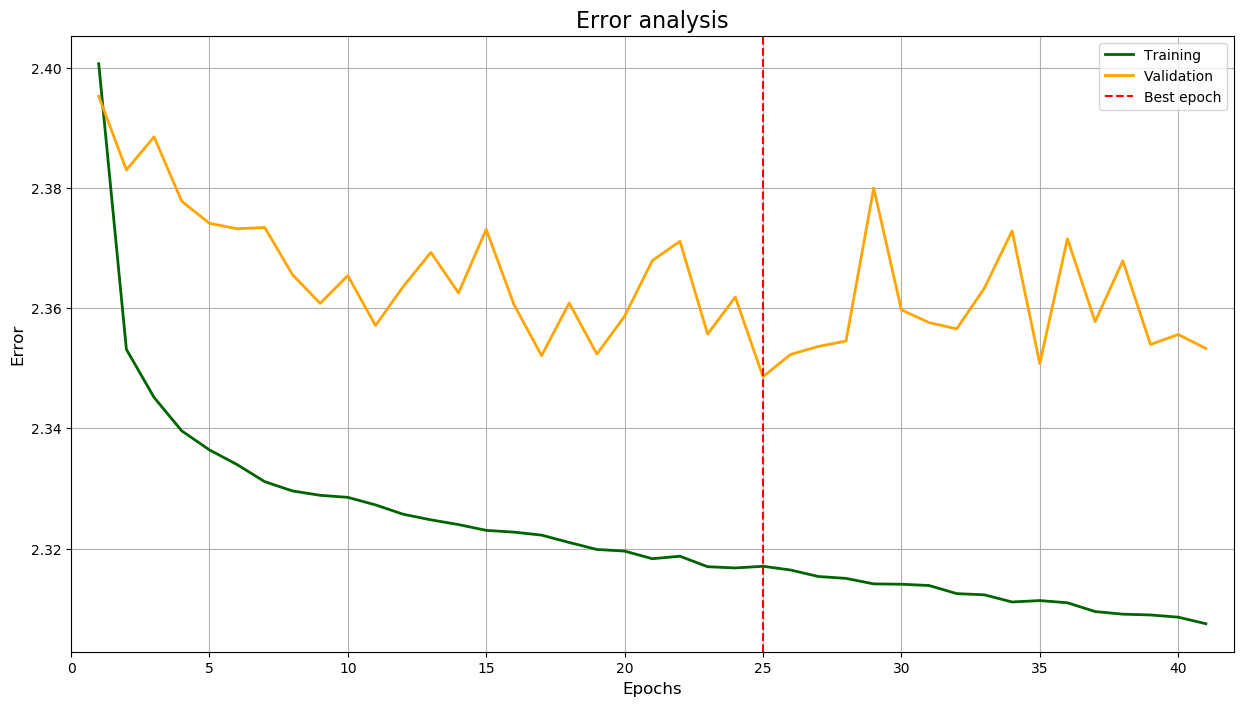 Error analysis
Training
Validation
Best epoch
2.40
2.38
2.36
2.34
2.32
Error
0 5 10 15 20 25 30 35 40
Epochs